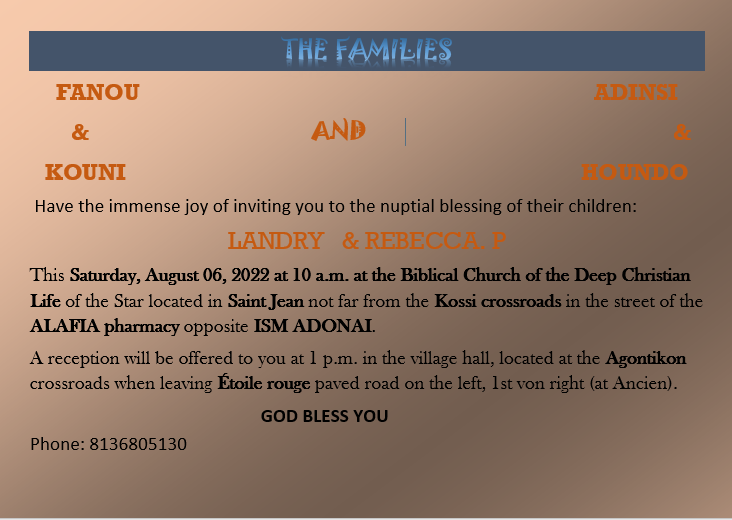 THE FAMILIES
FANOU ADINSI
& AND &
KOUNI HOUNDO
Have the immense joy of inviting you to the nuptial blessing of their children:
LANDRY & REBECCA. P
This Saturday, August 06, 2022 at 10 a.m. at the Biblical Church of the Deep Christian
Life of the Star located in Saint Jean not far from the Kossi crossroads in the street of the
ALAFIA pharmacy opposite ISM ADONAI.
A reception will be offered to you at 1 p.m. in the village hall, located at the Agontikon
crossroads when leaving Étoile rouge paved road on the left, 1st von right (at Ancien).
GOD BLESS YOU
Phone: 8136805130